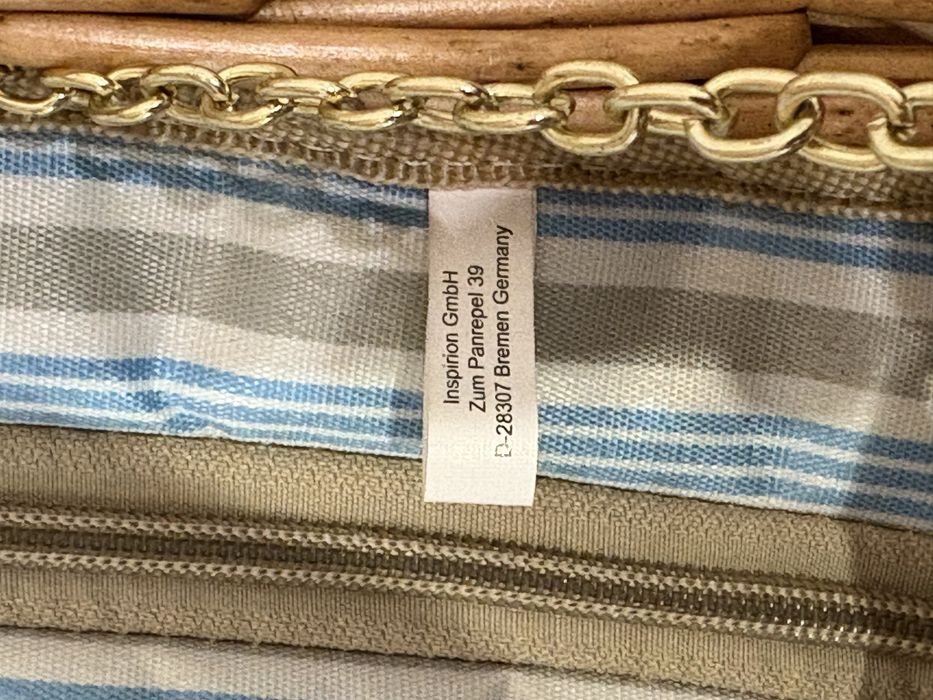 Inspirion GmbH
Zum Panrepel 39
D-28307 Bremen Germany